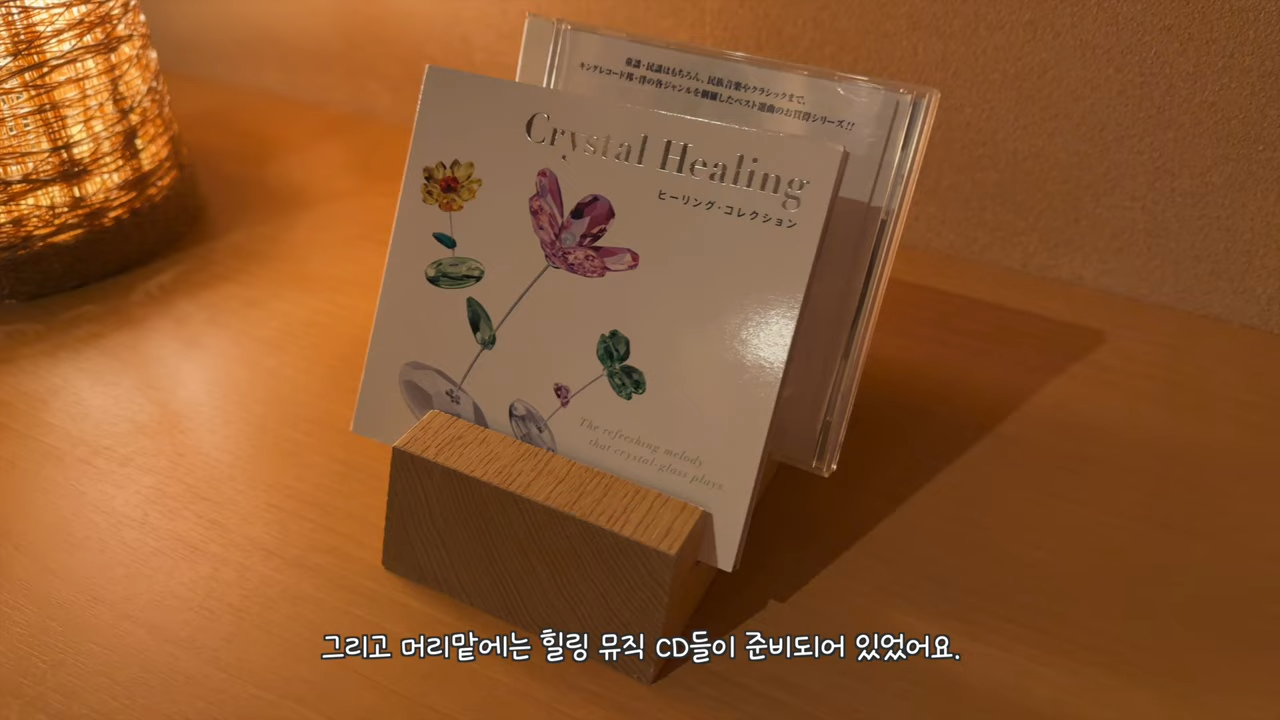 童謡・民謡はもちろん、民族音楽やクラシックまで、
キングレコード邦・洋の各ジャンルを網羅したベスト選曲のお買得シリーズ!!
Crystal Healing
ヒーリング・コレクション
The refreshing melody
that crystal-glass plays
그리고 머리맡에는 힐링 뮤직 CD들이 준비되어 있었어요.